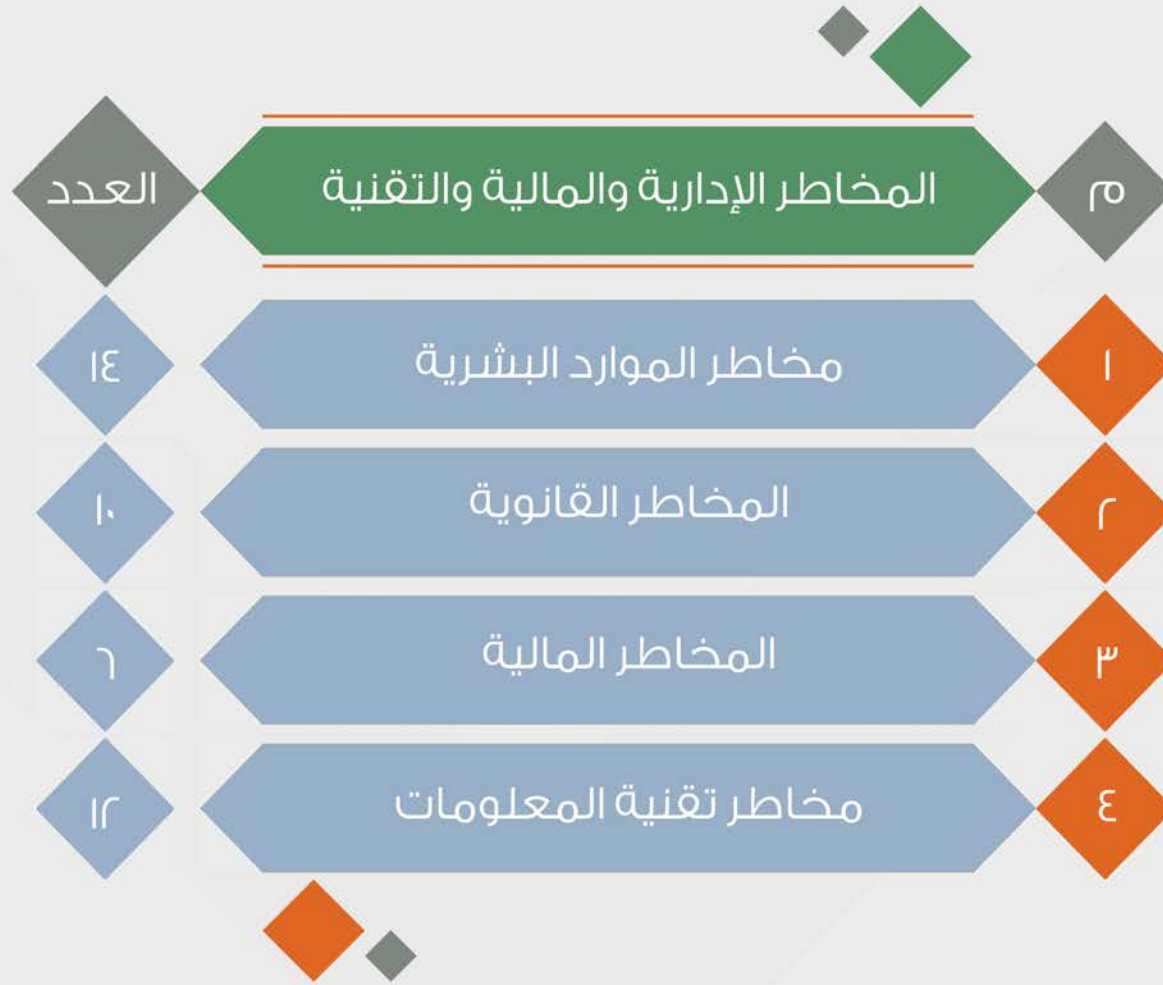 م المخاطر الإدارية والمالية والتقنية العدد
١ مخاطر الموارد البشرية ١٤
٢ المخاطر القانوية ١٠
٣ المخاطر المالية ٦
٤ مخاطر تقنية المعلومات ١٢